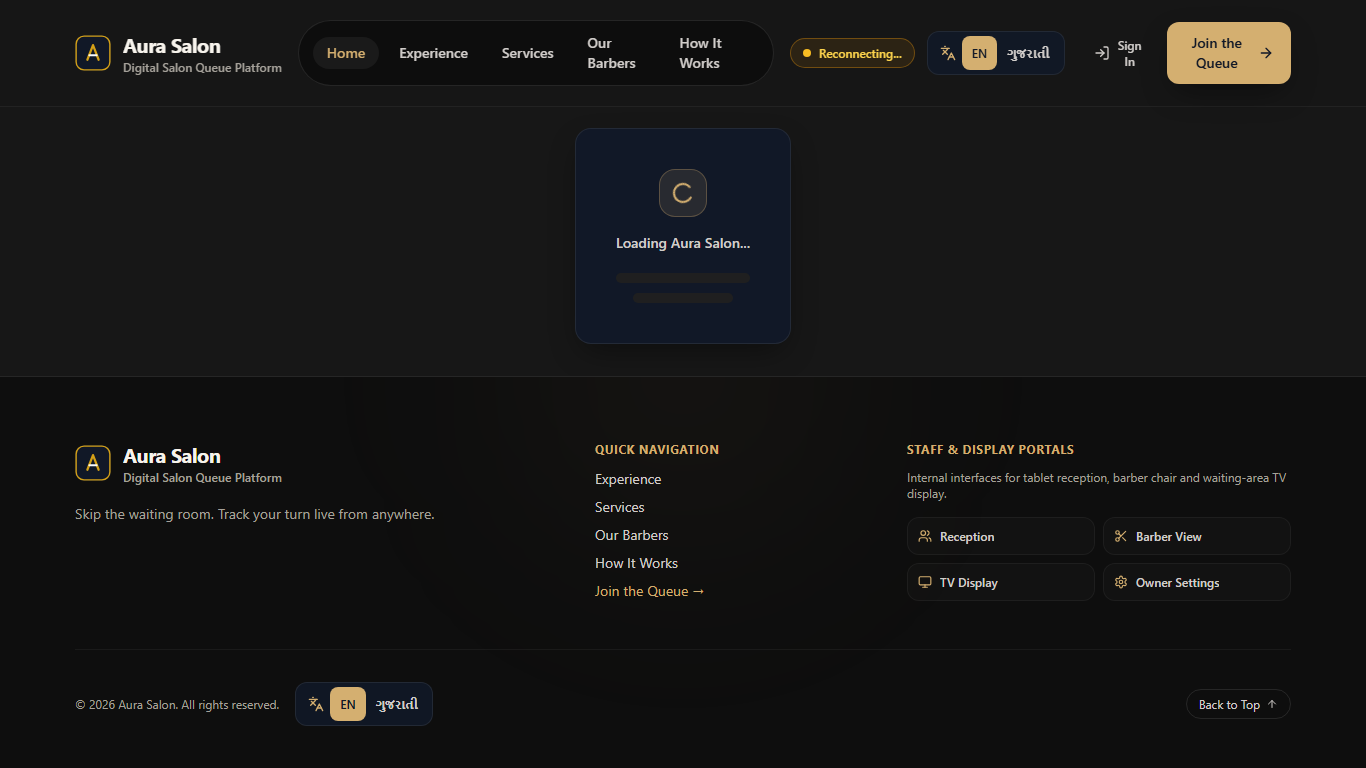 Aura Salon
Digital Salon Queue Platform
Home
Experience
Services
Our
Barbers
How It
Works
Reconnecting...
EN
ગુજરાતી
Sign
In
Join the
Queue →
Loading Aura Salon...
Aura Salon
Digital Salon Queue Platform
Skip the waiting room. Track your turn live from anywhere.
QUICK NAVIGATION
Experience
Services
Our Barbers
How It Works
Join the Queue →
STAFF & DISPLAY PORTALS
Internal interfaces for tablet reception, barber chair and waiting-area TV
display.
Reception
Barber View
TV Display
Owner Settings
© 2026 Aura Salon. All rights reserved.
EN
ગુજરાતી
Back to Top ↑